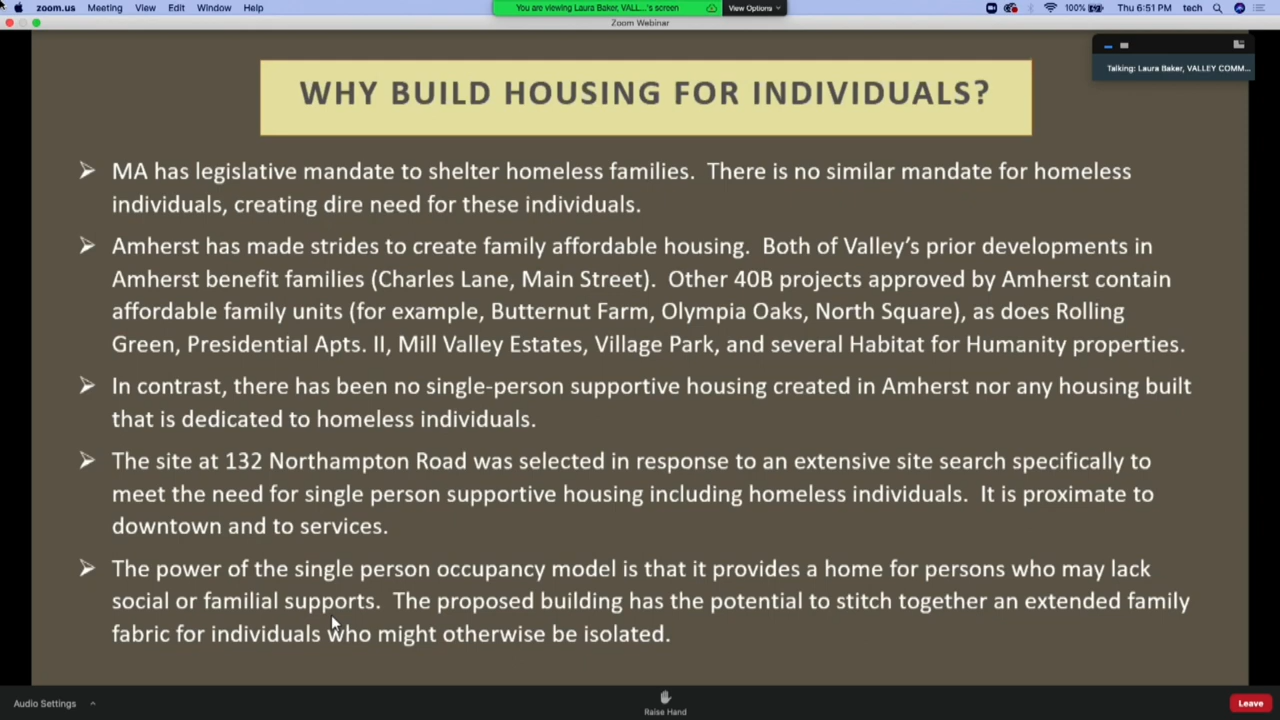 zoom.us Meeting View Edit Window Help
You are viewing Laura Baker, VALL...'s screen
View Options
100%
Thu 6:51 PM
tech
Zoom Webinar
Talking: Laura Baker, VALLEY COMM...
WHY BUILD HOUSING FOR INDIVIDUALS?
MA has legislative mandate to shelter homeless families. There is no similar mandate for homeless
individuals, creating dire need for these individuals.
Amherst has made strides to create family affordable housing. Both of Valley's prior developments in
Amherst benefit families (Charles Lane, Main Street). Other 40B projects approved by Amherst contain
affordable family units (for example, Butternut Farm, Olympia Oaks, North Square), as does Rolling
Green, Presidential Apts. II, Mill Valley Estates, Village Park, and several Habitat for Humanity properties.
In contrast, there has been no single-person supportive housing created in Amherst nor any housing built
that is dedicated to homeless individuals.
The site at 132 Northampton Road was selected in response to an extensive site search specifically to
meet the need for single person supportive housing including homeless individuals. It is proximate to
downtown and to services.
The power of the single person occupancy model is that it provides a home for persons who may lack
social or familial supports. The proposed building has the potential to stitch together an extended family
fabric for individuals who might otherwise be isolated.
Audio Settings
Raise Hand
Leave